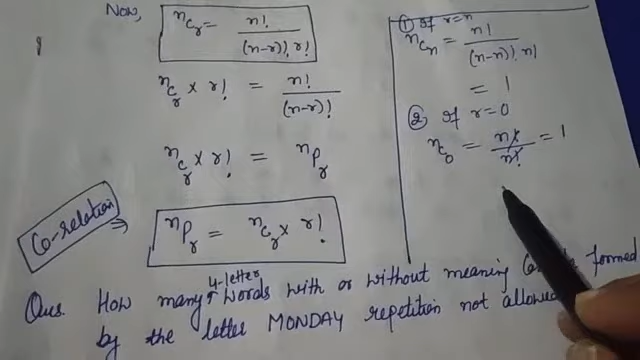 Now, nCr = n! / (n-r)! r!
nCr × r! = n! / (n-r)!
nCr × r! = nPr
Co-relation ⇒ nPr = nCr × r!
① If r=n
nCn = n! / (n-n)! n!
= 1
② If r=0
nC0 = n! / n! = 1
4-letter
Ques. How many words with or without meaning formed
by the letter MONDAY repetition not allowed